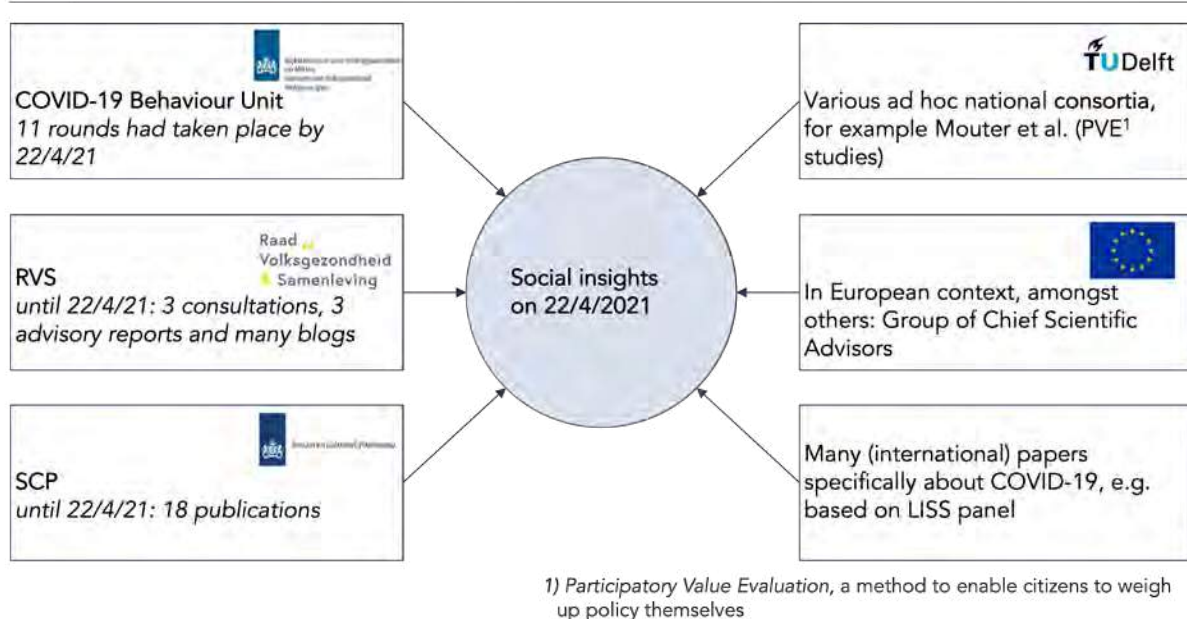 COVID-19 Behaviour Unit
11 rounds had taken place by
22/4/21
RVS
until 22/4/21: 3 consultations, 3
advisory reports and many blogs
Raad
Volksgezondheid
& Samenleving
SCP
until 22/4/21: 18 publications
Social insights
on 22/4/2021
TU Delft
Various ad hoc national consortia,
for example Mouter et al. (PVE¹
studies)
In European context, amongst
others: Group of Chief Scientific
Advisors
Many (international) papers
specifically about COVID-19, e.g.
based on LISS panel
1) Participatory Value Evaluation, a method to enable citizens to weigh
up policy themselves